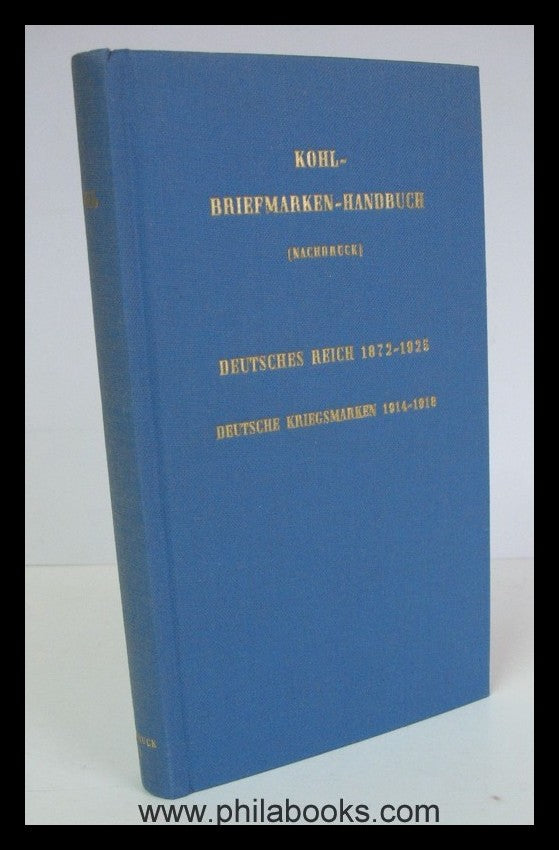 KOHL-
BRIEFMARKEN-HANDBUCH
(NACHDRUCK)
DEUTSCHES REICH 1872-1925
DEUTSCHE KRIEGSMARKEN 1914-1918
www.philabooks.com